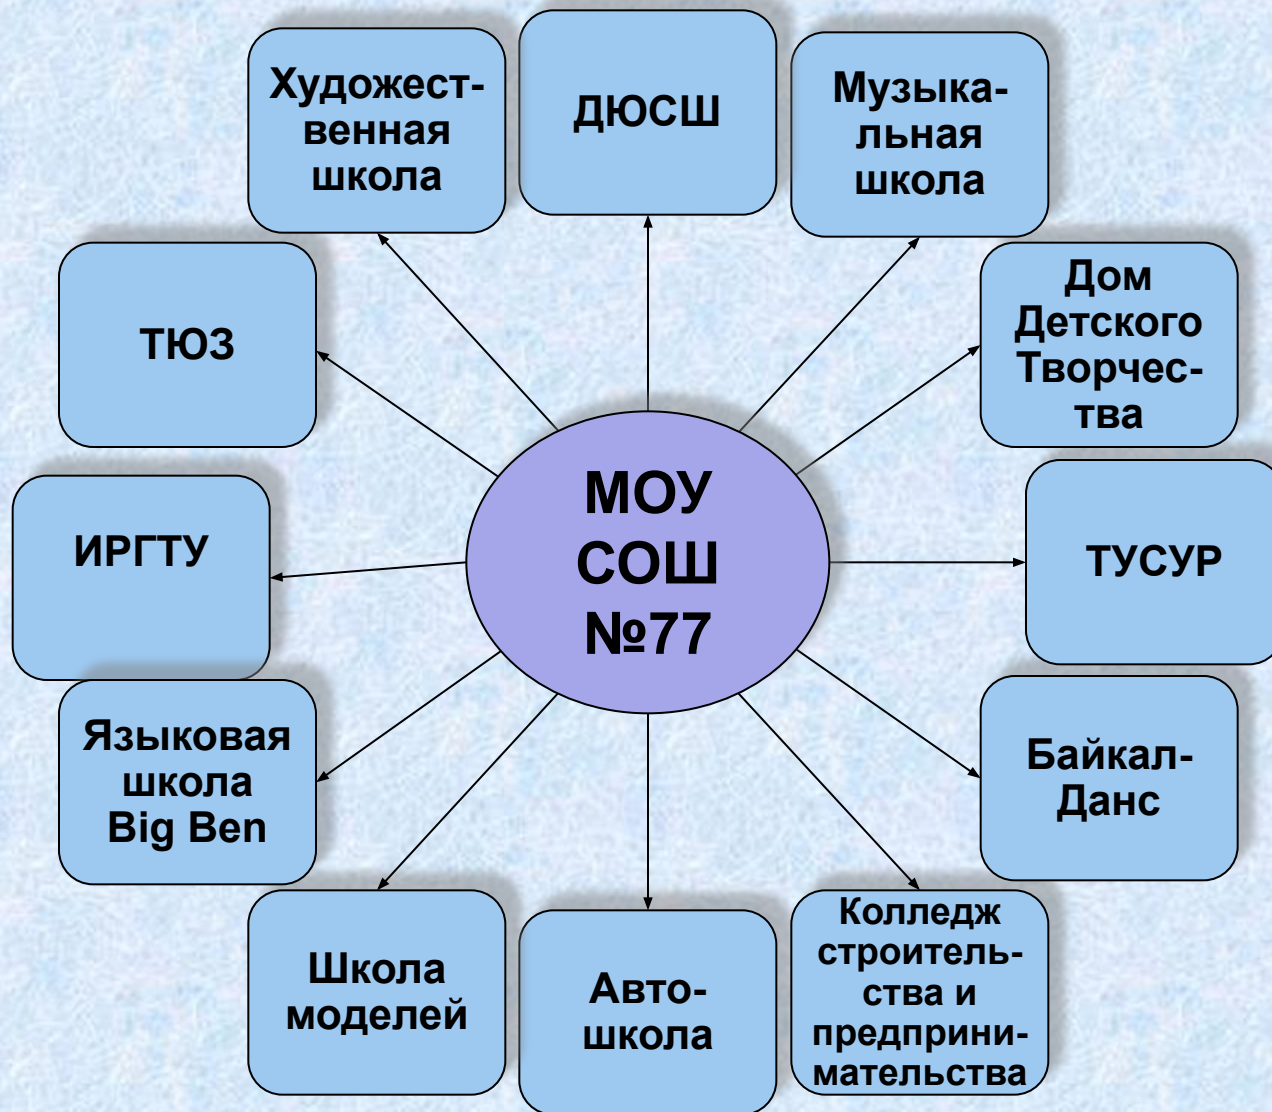 Художест-
венная
школа
ДЮСШ
Музыка-
льная
школа
ТЮЗ
Дом
Детского
Творчес-
тва
МОУ
СОШ
№77
ИРГТУ
ТУСУР
Языковая
школа
Big Ben
Байкал-
Данс
Школа
моделей
Авто-
школа
Колледж
строитель-
ства и
предприни-
мательства